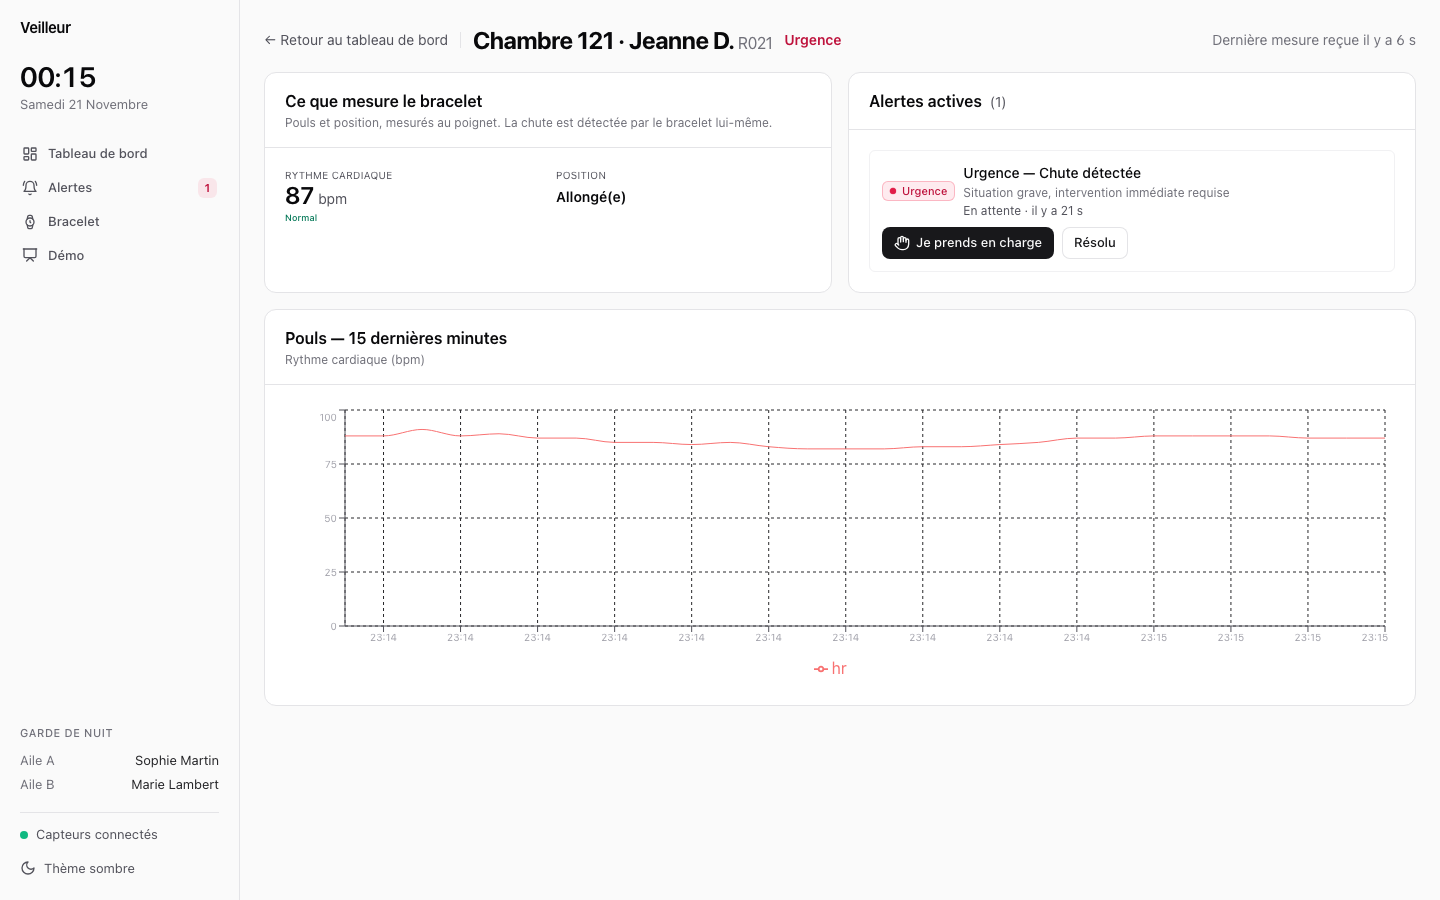 Veilleur
00:15
Samedi 21 Novembre
Tableau de bord
Alertes 1
Bracelet
Démo
GARDE DE NUIT
Aile A Sophie Martin
Aile B Marie Lambert
Capteurs connectés
Thème sombre
← Retour au tableau de bord
Chambre 121 · Jeanne D. R021 Urgence
Dernière mesure reçue il y a 6 s
Ce que mesure le bracelet
Pouls et position, mesurés au poignet. La chute est détectée par le bracelet lui-même.
RYTHME CARDIAQUE
87 bpm
Normal
POSITION
Allongé(e)
Alertes actives (1)
Urgence
Urgence — Chute détectée
Situation grave, intervention immédiate requise
En attente · il y a 21 s
Je prends en charge
Résolu
Pouls — 15 dernières minutes
Rythme cardiaque (bpm)
100
75
50
25
0
23:14 23:14 23:14 23:14 23:14 23:14 23:14 23:14 23:14 23:14 23:15 23:15 23:15 23:15
hr